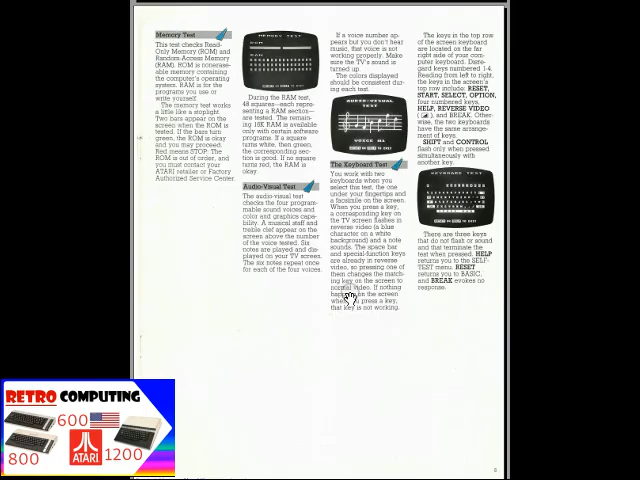 Memory Test
This test checks Read-
Only Memory (ROM) and
Random-Access Memory
(RAM). ROM is nonerase-
able memory containing
the computer's operating
system. RAM is for the
programs you use or
write yourself.
The memory test works
a little like a stoplight.
Two bars appear on the
screen when the ROM is
tested. If the bars turn
green, the ROM is okay
and you may proceed.
Red means STOP. The
ROM is out of order, and
you must contact your
ATARI retailer or Factory
Authorized Service Center.
MEMORY TEST
ROM
RAM
During the RAM test,
48 squares—each repre-
senting a RAM section—
are tested. The remain-
ing 16K RAM is available
only with certain software
programs. If a square
turns white, then green,
the corresponding sec-
tion is good. If no square
turns red, the RAM is
okay.
Audio-Visual Test
The audio-visual test
checks the four program-
mable sound voices and
color and graphics capa-
bility. A musical staff and
treble clef appear on the
screen above the number
of the voice tested. Six
notes are played and dis-
played on your TV screen.
The six notes repeat once
for each of the four voices.
If a voice number ap-
pears but you don't hear
music, that voice is not
working properly. Make
sure the TV's sound is
turned up.
The colors displayed
should be consistent dur-
ing each test.
AUDIO-VISUAL
TEST
VOICE #1
The Keyboard Test
You work with two
keyboards when you
select this test, the one
under your fingertips and
a facsimile on the screen.
When you press a key,
a corresponding key on
the TV screen flashes in
reverse video (a blue
character on a white
background) and a note
sounds. The space bar
and special-function keys
are already in reverse
video, so pressing one of
them changes the match-
ing key on the screen to
normal video. If nothing
happens on the screen
when you press a key,
that key is not working.
The keys in the top row
of the screen keyboard
are located on the far
right side of your com-
puter keyboard. Disre-
gard keys numbered 1-4.
Reading from left to right,
the keys in the screen's
top row include: RESET,
START, SELECT, OPTION,
four numbered keys,
HELP, REVERSE VIDEO
( ), and BREAK. Other-
wise, the two keyboards
have the same arrange-
ment of keys.
SHIFT and CONTROL
flash only when pressed
simultaneously with
another key.
KEYBOARD TEST
There are three keys
that do not flash or sound
and that terminate the
test when pressed. HELP
returns you to the SELF-
TEST menu, RESET
returns you to BASIC,
and BREAK evokes no
response.
8
RETRO COMPUTING
600
800
ATARI
1200